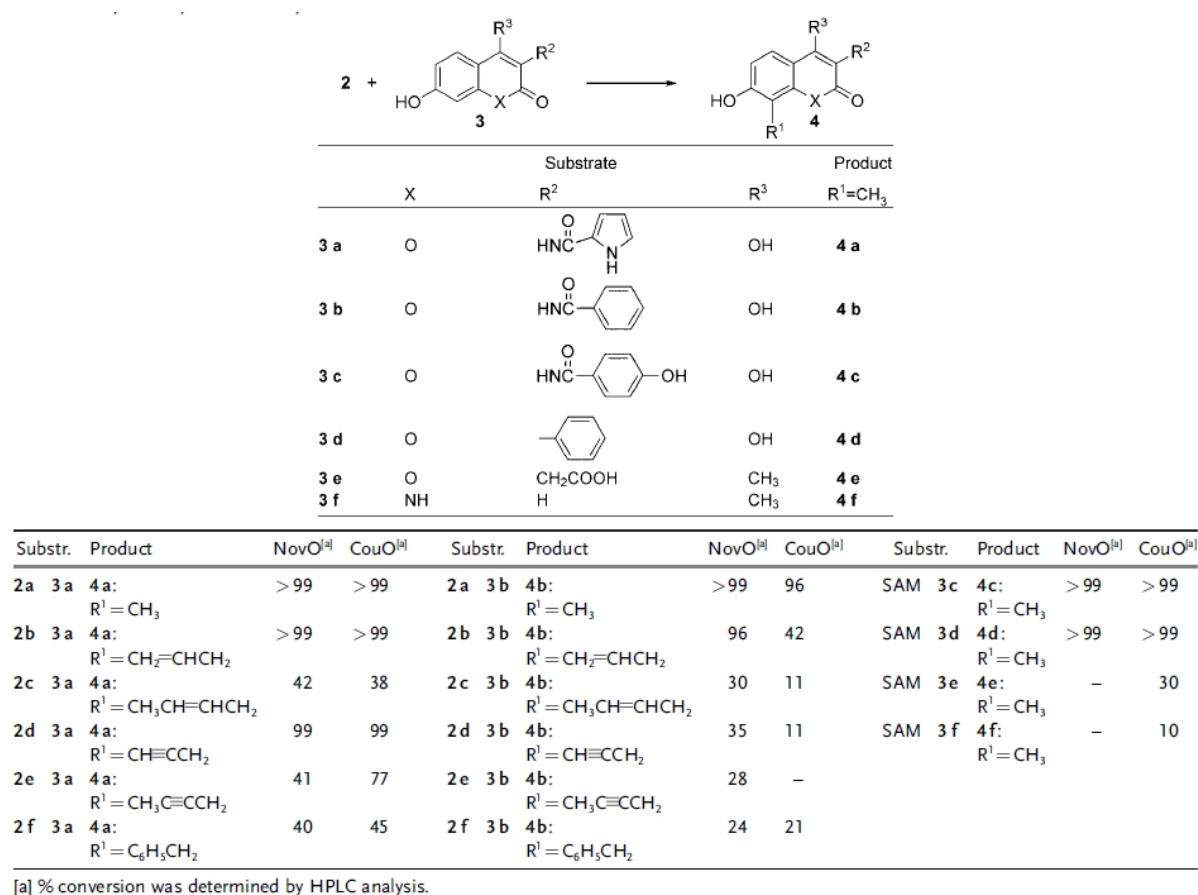 R³
R²
2 +
HO
X
O
3
R³
R²
HO
X
O
R¹
4
Substrate Product
X R² R³ R¹=CH₃
3 a O HNC O N H OH 4 a
3 b O HNC O OH 4 b
3 c O HNC O OH OH 4 c
3 d O OH 4 d
3 e O CH₂COOH CH₃ 4 e
3 f NH H CH₃ 4 f
Substr. Product NovO[a] CouO[a] Substr. Product NovO[a] CouO[a] Substr. Product NovO[a] CouO[a]
2a 3a 4a: >99 >99 2a 3b 4b: >99 96 SAM 3c 4c: >99 >99
R¹=CH₃ R¹=CH₃ R¹=CH₃
2b 3a 4a: >99 >99 2b 3b 4b: 96 42 SAM 3d 4d: >99 >99
R¹=CH₂=CHCH₂ R¹=CH₂=CHCH₂ R¹=CH₃
2c 3a 4a: 42 38 2c 3b 4b: 30 11 SAM 3e 4e: – 30
R¹=CH₃CH=CHCH₂ R¹=CH₃CH=CHCH₂ R¹=CH₃
2d 3a 4a: 99 99 2d 3b 4b: 35 11 SAM 3f 4f: – 10
R¹=CH≡CCH₂ R¹=CH≡CCH₂ R¹=CH₃
2e 3a 4a: 41 77 2e 3b 4b: 28 –
R¹=CH₃C≡CCH₂ R¹=CH₃C≡CCH₂
2f 3a 4a: 40 45 2f 3b 4b: 24 21
R¹=C₆H₅CH₂ R¹=C₆H₅CH₂
[a] % conversion was determined by HPLC analysis.